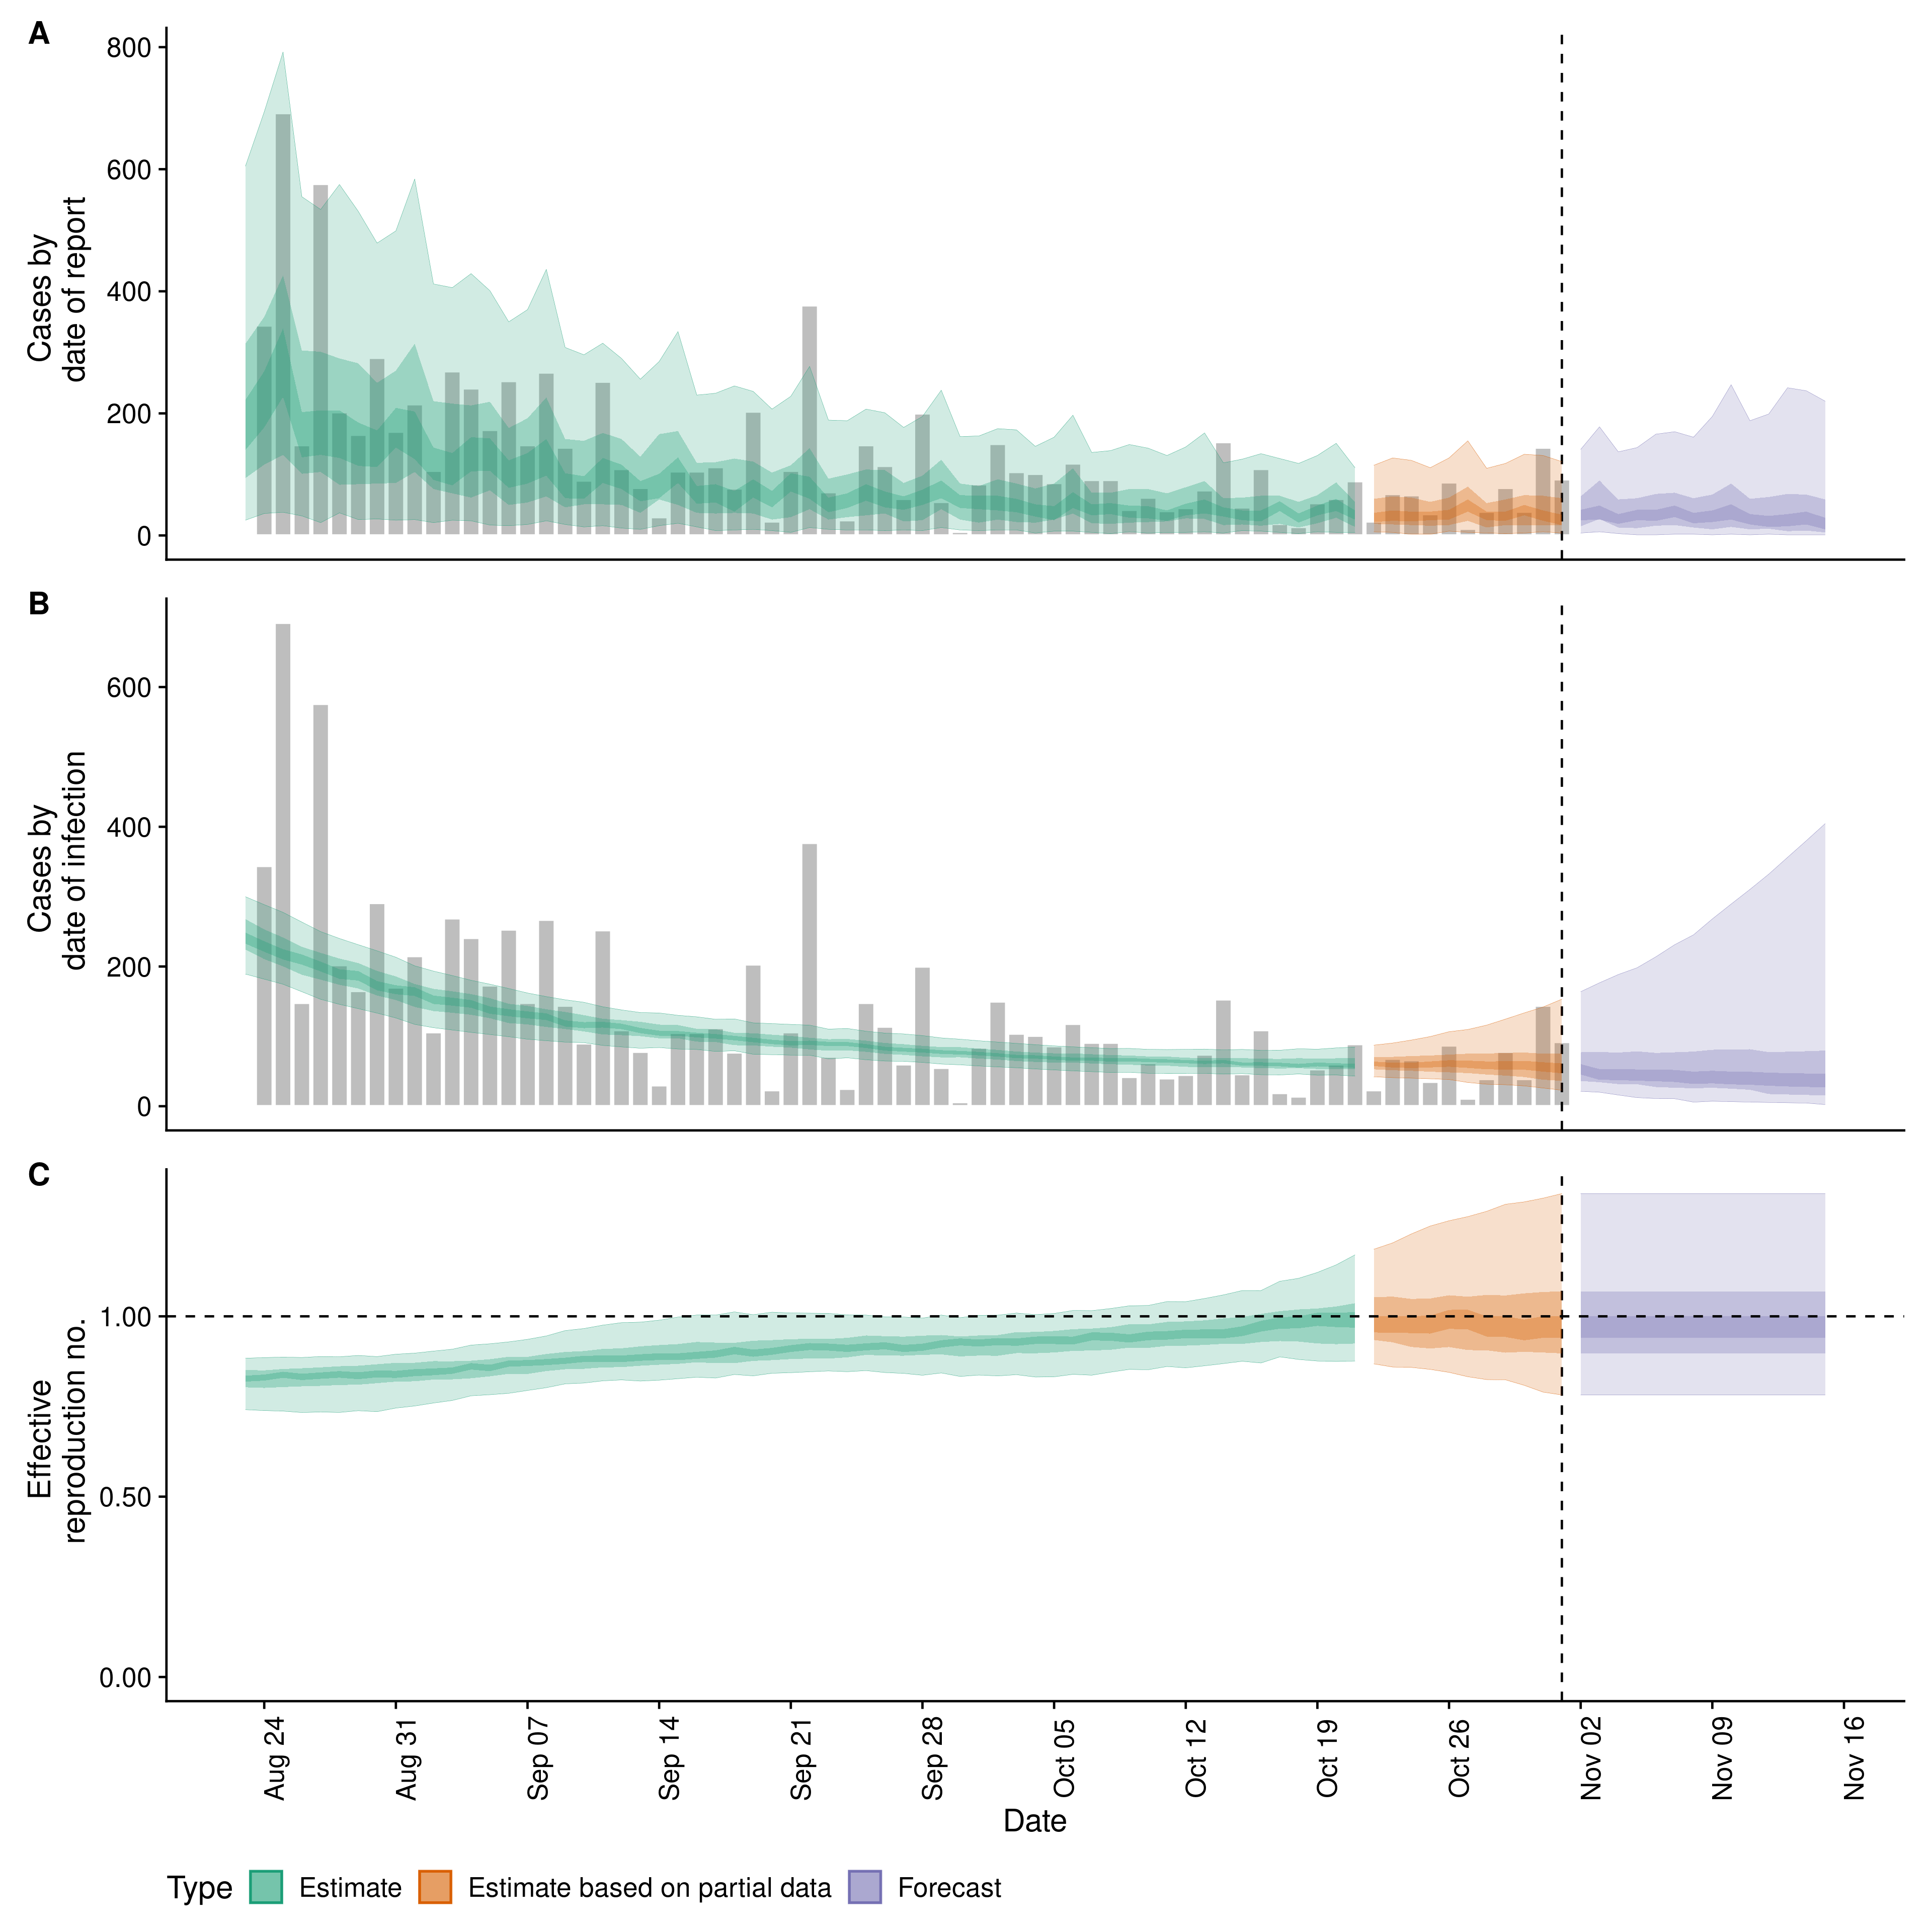 A
800
600
400
200
0
Cases by
date of report
B
600
400
200
0
Cases by
date of infection
C
1.00
0.50
0.00
Effective
reproduction no.
Aug 24
Aug 31
Sep 07
Sep 14
Sep 21
Sep 28
Oct 05
Oct 12
Oct 19
Oct 26
Nov 02
Nov 09
Nov 16
Date
Type Estimate Estimate based on partial data Forecast